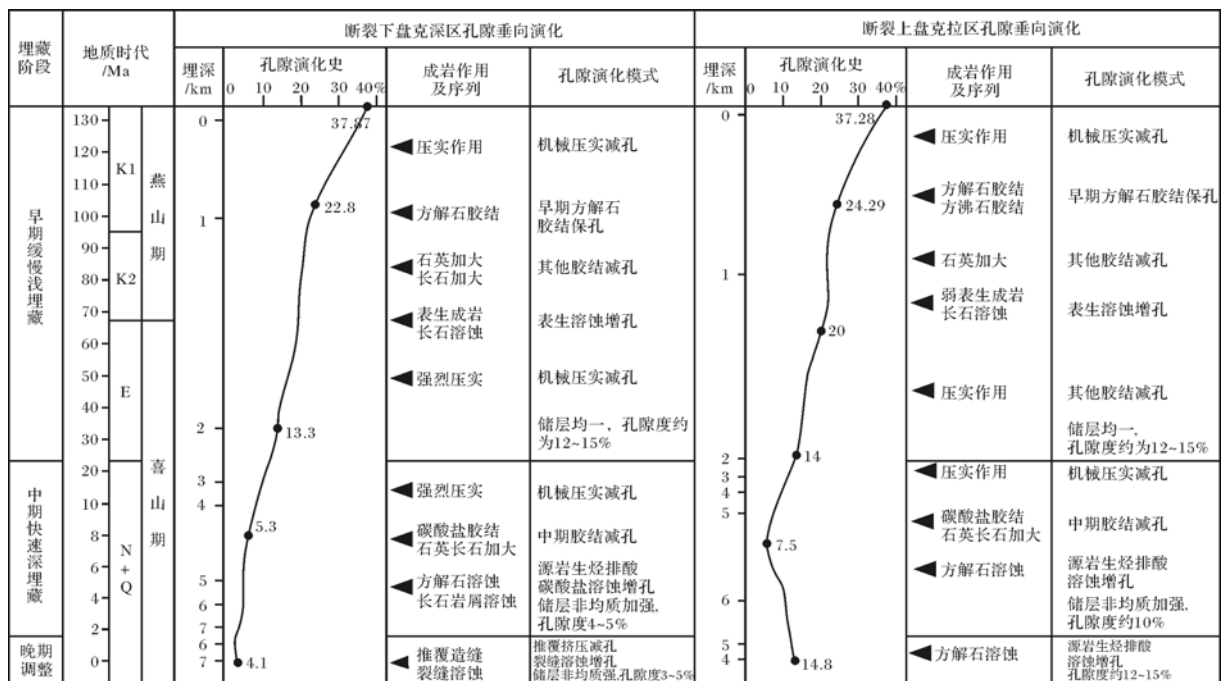 埋藏
阶段
地质时代
/Ma
断裂下盘克深区孔隙垂向演化
断裂上盘克拉区孔隙垂向演化
埋深
/km
孔隙演化史
0 10 20 30 40%
成岩作用
及序列
孔隙演化模式
埋深
/km
孔隙演化史
0 10 20 30 40%
成岩作用
及序列
孔隙演化模式
早期缓慢浅埋藏
中期快速深埋藏
晚期
调整
130
120
110
100
90
80
70
60
50
40
30
20
10
8
6
4
2
0
K1
K2
E
N
+
Q
燕山期
喜山期
0
1
2
3
4
5
6
7
6
7
37.87
22.8
13.3
5.3
4.1
压实作用
方解石胶结
石英加大
长石加大
表生成岩
长石溶蚀
强烈压实
强烈压实
碳酸盐胶结
石英长石加大
方解石溶蚀
长石岩屑溶蚀
推覆造缝
裂缝溶蚀
机械压实减孔
早期方解石
胶结保孔
其他胶结减孔
表生溶蚀增孔
机械压实减孔
储层均一，孔隙度约
为12~15%
机械压实减孔
中期胶结减孔
源岩生烃排酸
碳酸盐溶蚀增孔
储层非均质加强，
孔隙度4~5%
推覆挤压减孔
裂缝溶蚀增孔
储层非均质强,孔隙度3~5%
0
1
2
3
4
5
6
5
4
37.28
24.29
20
14
7.5
14.8
压实作用
方解石胶结
方沸石胶结
石英加大
弱表生成岩
长石溶蚀
压实作用
压实作用
碳酸盐胶结
石英长石加大
方解石溶蚀
方解石溶蚀
机械压实减孔
早期方解石胶结保孔
其他胶结减孔
表生溶蚀增孔
其他胶结减孔
储层均一，
孔隙度约为12~15%
机械压实减孔
中期胶结减孔
源岩生烃排酸
溶蚀增孔
储层非均质加强，
孔隙度约10%
源岩生烃排酸
溶蚀增孔
孔隙度约12~15%